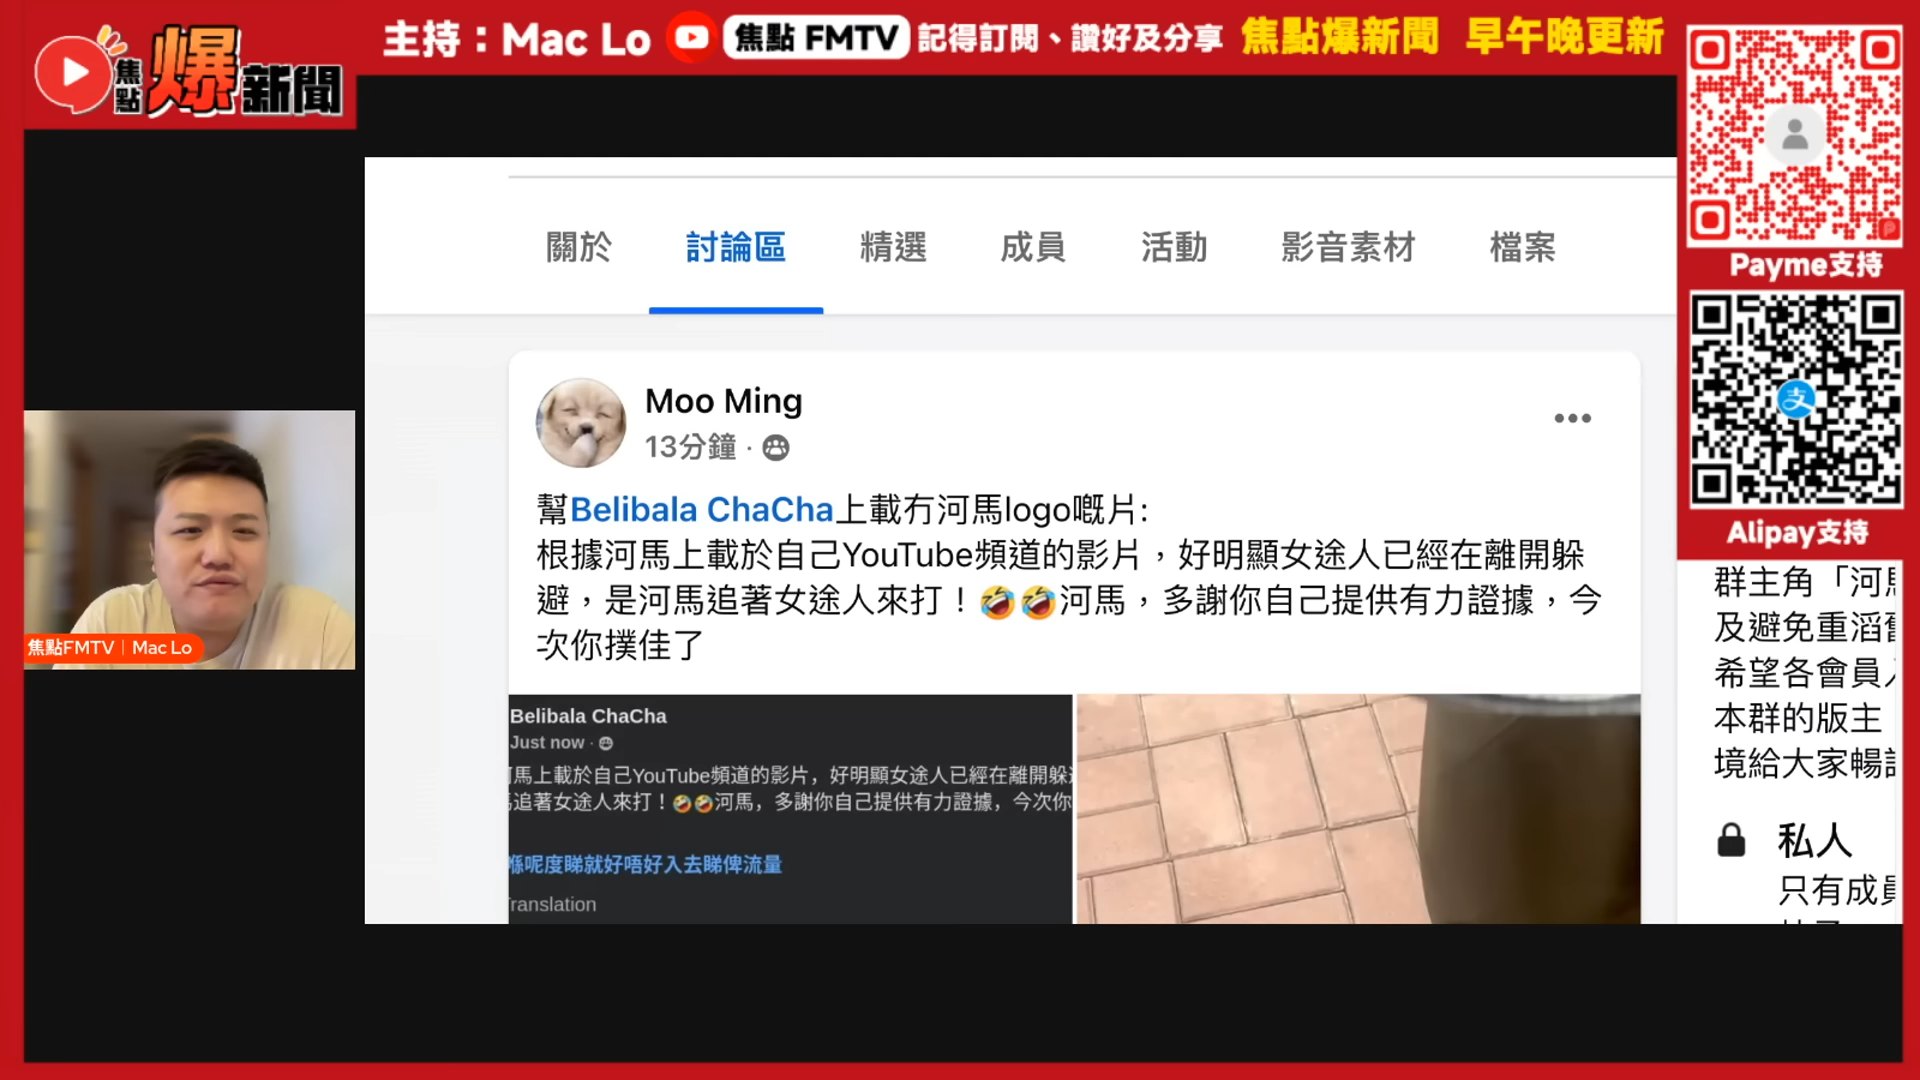 焦點爆新聞
主持：Mac Lo 焦點 FMTV 記得訂閱、讚好及分享 焦點爆新聞 早午晚更新
Payme支持
Alipay支持
關於 討論區 精選 成員 活動 影音素材 檔案
Moo Ming
13分鐘 ·
幫Belibala ChaCha上載冇河馬logo嘅片:
根據河馬上載於自己YouTube頻道的影片，好明顯女途人已經在離開躲
避，是河馬追著女途人來打！🤣🤣河馬，多謝你自己提供有力證據，今
次你撲佳了
Belibala ChaCha
Just now ·
馬上載於自己YouTube頻道的影片，好明顯女途人已經在離開躲
追著女途人來打！🤣🤣河馬，多謝你自己提供有力證據，今次你
喺呢度睇就好唔好入去睇俾流量
ranslation
焦點FMTV｜Mac Lo
群主角「河
及避免重滔
希望各會員
本群的版主
境給大家暢
私人
只有成員